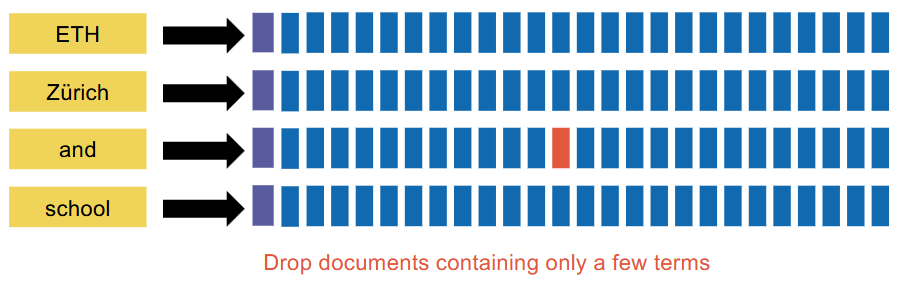 ETH
Zürich
and
school
Drop documents containing only a few terms